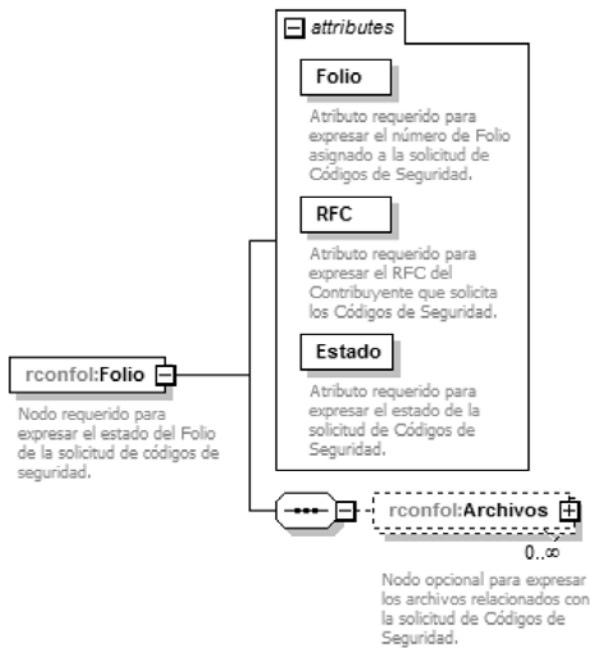 attributes
Folio
Atributo requerido para
expresar el número de Folio
asignado a la solicitud de
Códigos de Seguridad.
RFC
Atributo requerido para
expresar el RFC del
Contribuyente que solicita
los Códigos de Seguridad.
Estado
Atributo requerido para
expresar el estado de la
solicitud de Códigos de
Seguridad.
rconfol:Folio
Nodo requerido para
expresar el estado del Folio
de la solicitud de códigos de
seguridad.
rconfol:Archivos
0..∞
Nodo opcional para expresar
los archivos relacionados con
la solicitud de Códigos de
Seguridad.